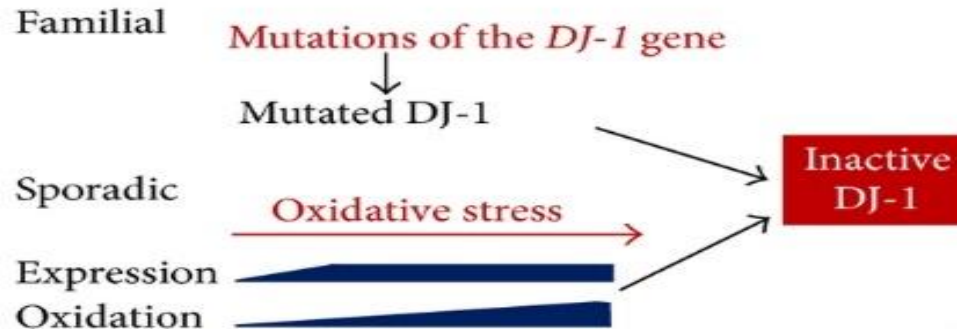 Familial
Mutations of the DJ-1 gene
Mutated DJ-1
Inactive
DJ-1
Sporadic
Oxidative stress
Expression
Oxidation